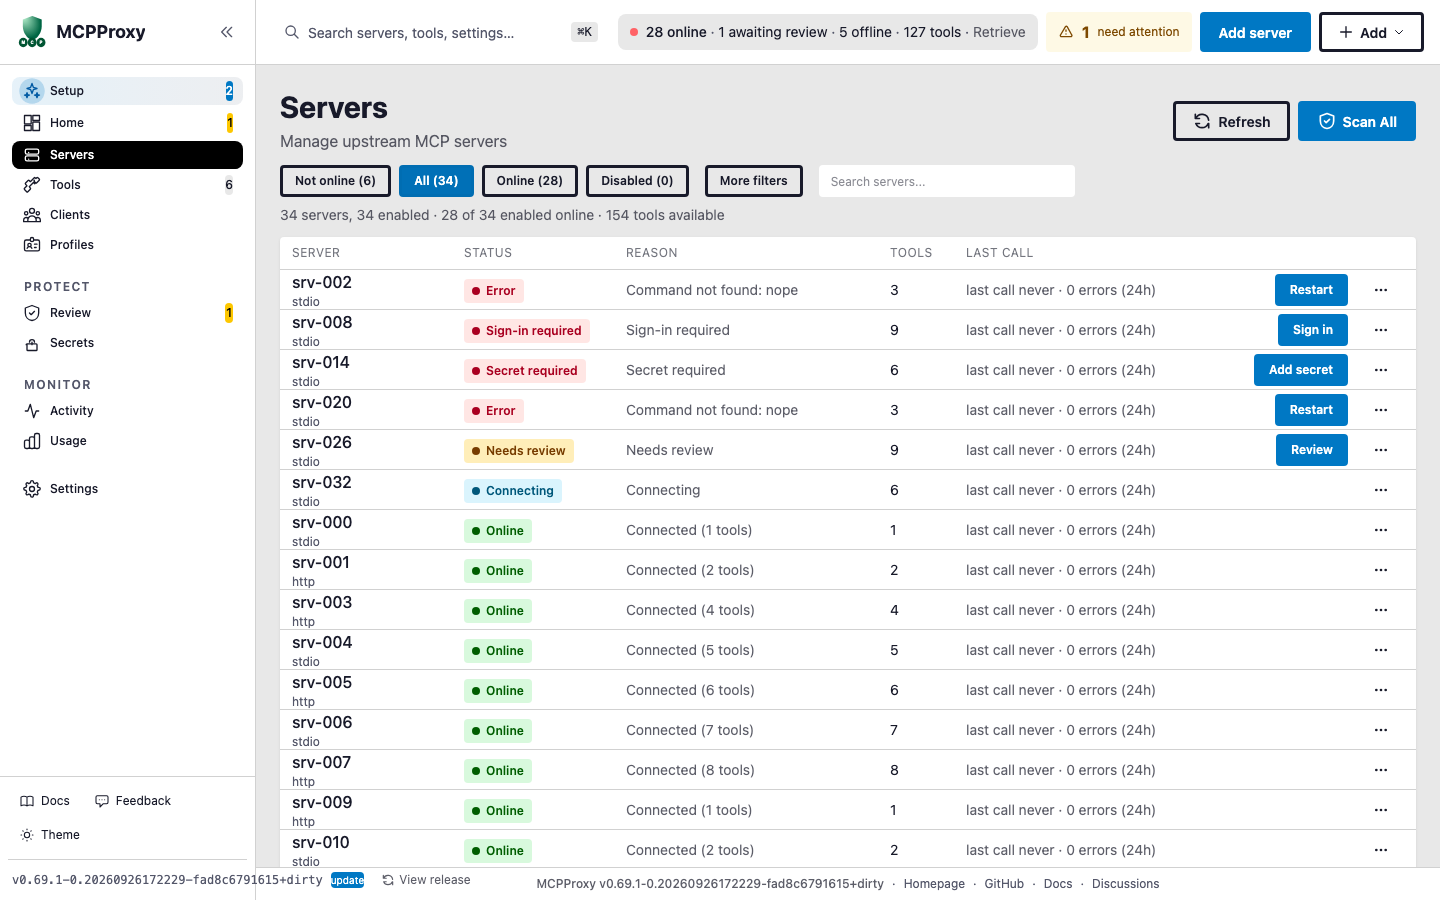 MCPProxy
Search servers, tools, settings...
⌘K
28 online · 1 awaiting review · 5 offline · 127 tools · Retrieve
1 need attention
Add server
Add
Setup 2
Home 1
Servers
Tools 6
Clients
Profiles
PROTECT
Review 1
Secrets
MONITOR
Activity
Usage
Settings
Docs
Feedback
Theme
v0.69.1-0.20260926172229-fad8c6791615+dirty update View release
Servers
Manage upstream MCP servers
Refresh
Scan All
Not online (6)
All (34)
Online (28)
Disabled (0)
More filters
Search servers...
34 servers, 34 enabled · 28 of 34 enabled online · 154 tools available
SERVER STATUS REASON TOOLS LAST CALL
srv-002 Error Command not found: nope 3 last call never · 0 errors (24h) Restart ···
stdio
srv-008 Sign-in required Sign-in required 9 last call never · 0 errors (24h) Sign in ···
stdio
srv-014 Secret required Secret required 6 last call never · 0 errors (24h) Add secret ···
stdio
srv-020 Error Command not found: nope 3 last call never · 0 errors (24h) Restart ···
stdio
srv-026 Needs review Needs review 9 last call never · 0 errors (24h) Review ···
stdio
srv-032 Connecting Connecting 6 last call never · 0 errors (24h) ···
stdio
srv-000 Online Connected (1 tools) 1 last call never · 0 errors (24h) ···
stdio
srv-001 Online Connected (2 tools) 2 last call never · 0 errors (24h) ···
http
srv-003 Online Connected (4 tools) 4 last call never · 0 errors (24h) ···
http
srv-004 Online Connected (5 tools) 5 last call never · 0 errors (24h) ···
stdio
srv-005 Online Connected (6 tools) 6 last call never · 0 errors (24h) ···
http
srv-006 Online Connected (7 tools) 7 last call never · 0 errors (24h) ···
stdio
srv-007 Online Connected (8 tools) 8 last call never · 0 errors (24h) ···
http
srv-009 Online Connected (1 tools) 1 last call never · 0 errors (24h) ···
http
srv-010 Online Connected (2 tools) 2 last call never · 0 errors (24h) ···
stdio
MCPProxy v0.69.1-0.20260926172229-fad8c6791615+dirty · Homepage · GitHub · Docs · Discussions